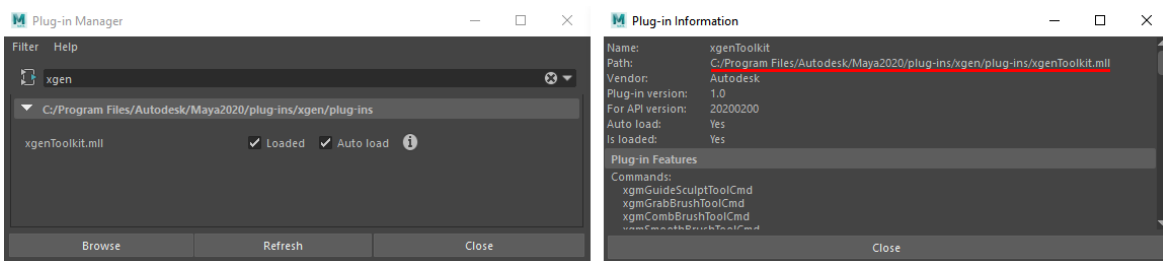 Plug-in Manager
Filter Help
xgen
C:/Program Files/Autodesk/Maya2020/plug-ins/xgen/plug-ins
xgenToolkit.mll Loaded Auto load
Browse Refresh Close
Plug-in Information
Name: xgenToolkit
Path: C:/Program Files/Autodesk/Maya2020/plug-ins/xgen/plug-ins/xgenToolkit.mll
Vendor: Autodesk
Plug-in version: 1.0
For API version: 20200200
Auto load: Yes
Is loaded: Yes
Plug-in Features
Commands:
xgmGuideSculptToolCmd
xgmGrabBrushToolCmd
xgmCombBrushToolCmd
xgmSmoothBrushToolCmd
Close